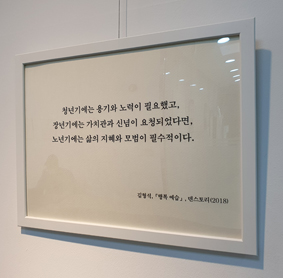 청년기에는 용기와 노력이 필요했고,
장년기에는 가치관과 신념이 요청되었다면,
노년기에는 삶의 지혜와 모범이 필수적이다.
김형석, 「행복 예습」, 덴스토리(2018)